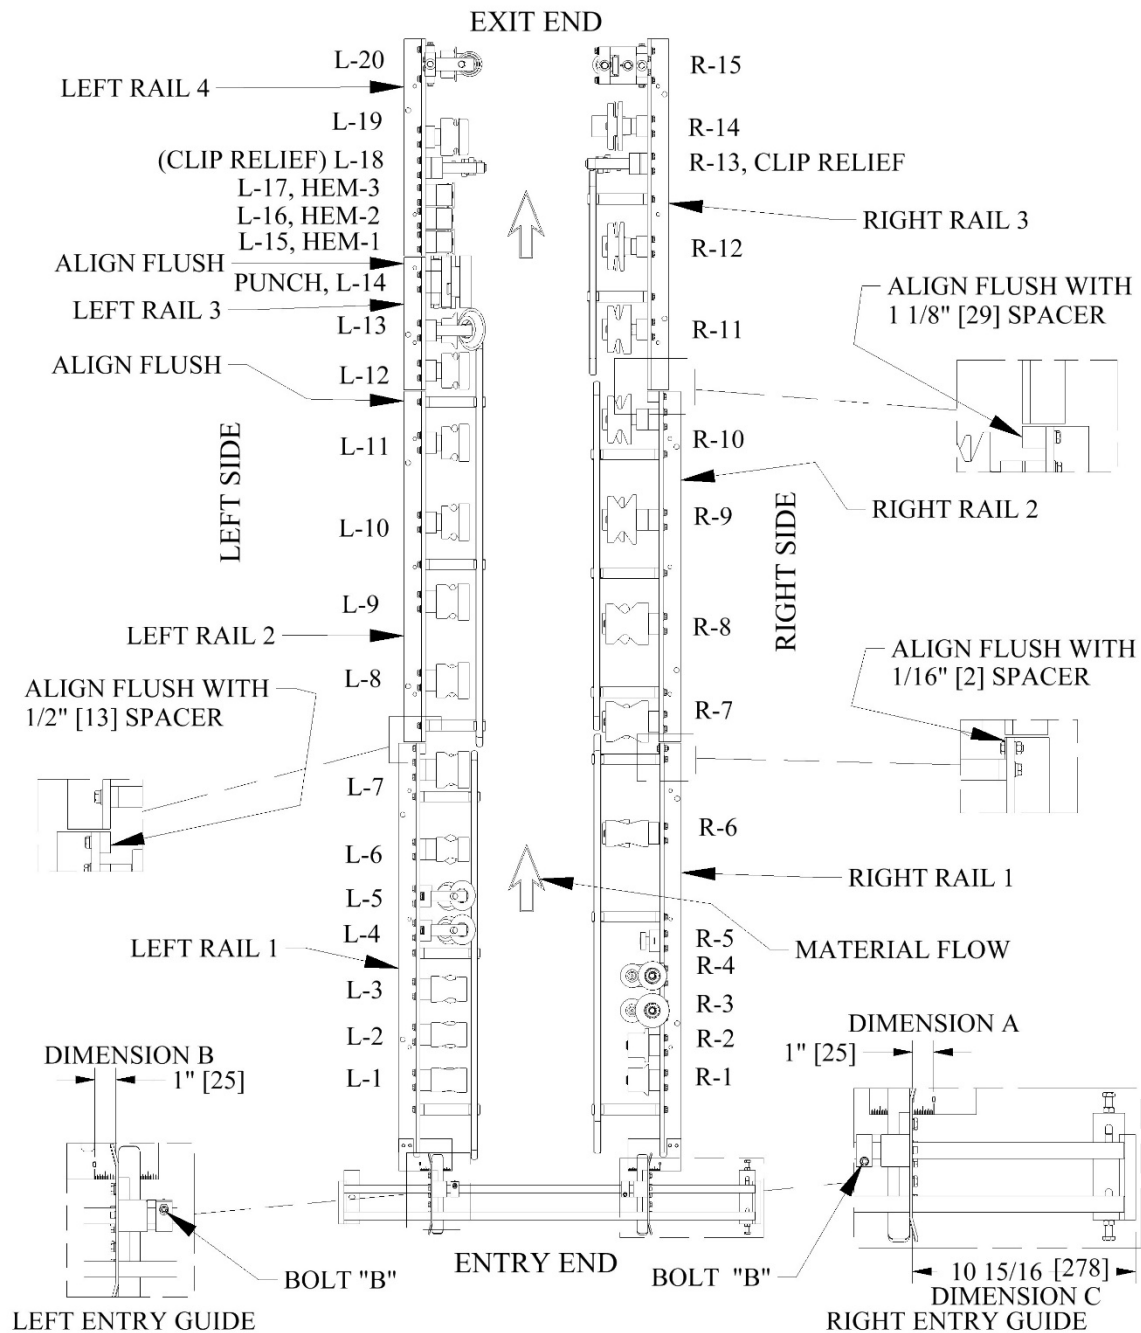 EXIT END
L-20
LEFT RAIL 4
L-19
(CLIP RELIEF) L-18
L-17, HEM-3
L-16, HEM-2
L-15, HEM-1
ALIGN FLUSH
PUNCH, L-14
LEFT RAIL 3
L-13
ALIGN FLUSH
L-12
L-11
LEFT SIDE
L-10
L-9
LEFT RAIL 2
L-8
ALIGN FLUSH WITH
1/2" [13] SPACER
L-7
L-6
L-5
L-4
LEFT RAIL 1
L-3
L-2
DIMENSION B
1" [25]
L-1
R-15
R-14
R-13, CLIP RELIEF
RIGHT RAIL 3
R-12
ALIGN FLUSH WITH
1 1/8" [29] SPACER
R-11
R-10
RIGHT RAIL 2
R-9
RIGHT SIDE
R-8
ALIGN FLUSH WITH
1/16" [2] SPACER
R-7
R-6
RIGHT RAIL 1
R-5
MATERIAL FLOW
R-4
R-3
DIMENSION A
1" [25]
R-2
R-1
ENTRY END
BOLT "B"
LEFT ENTRY GUIDE
BOLT "B"
10 15/16 [278]
DIMENSION C
RIGHT ENTRY GUIDE